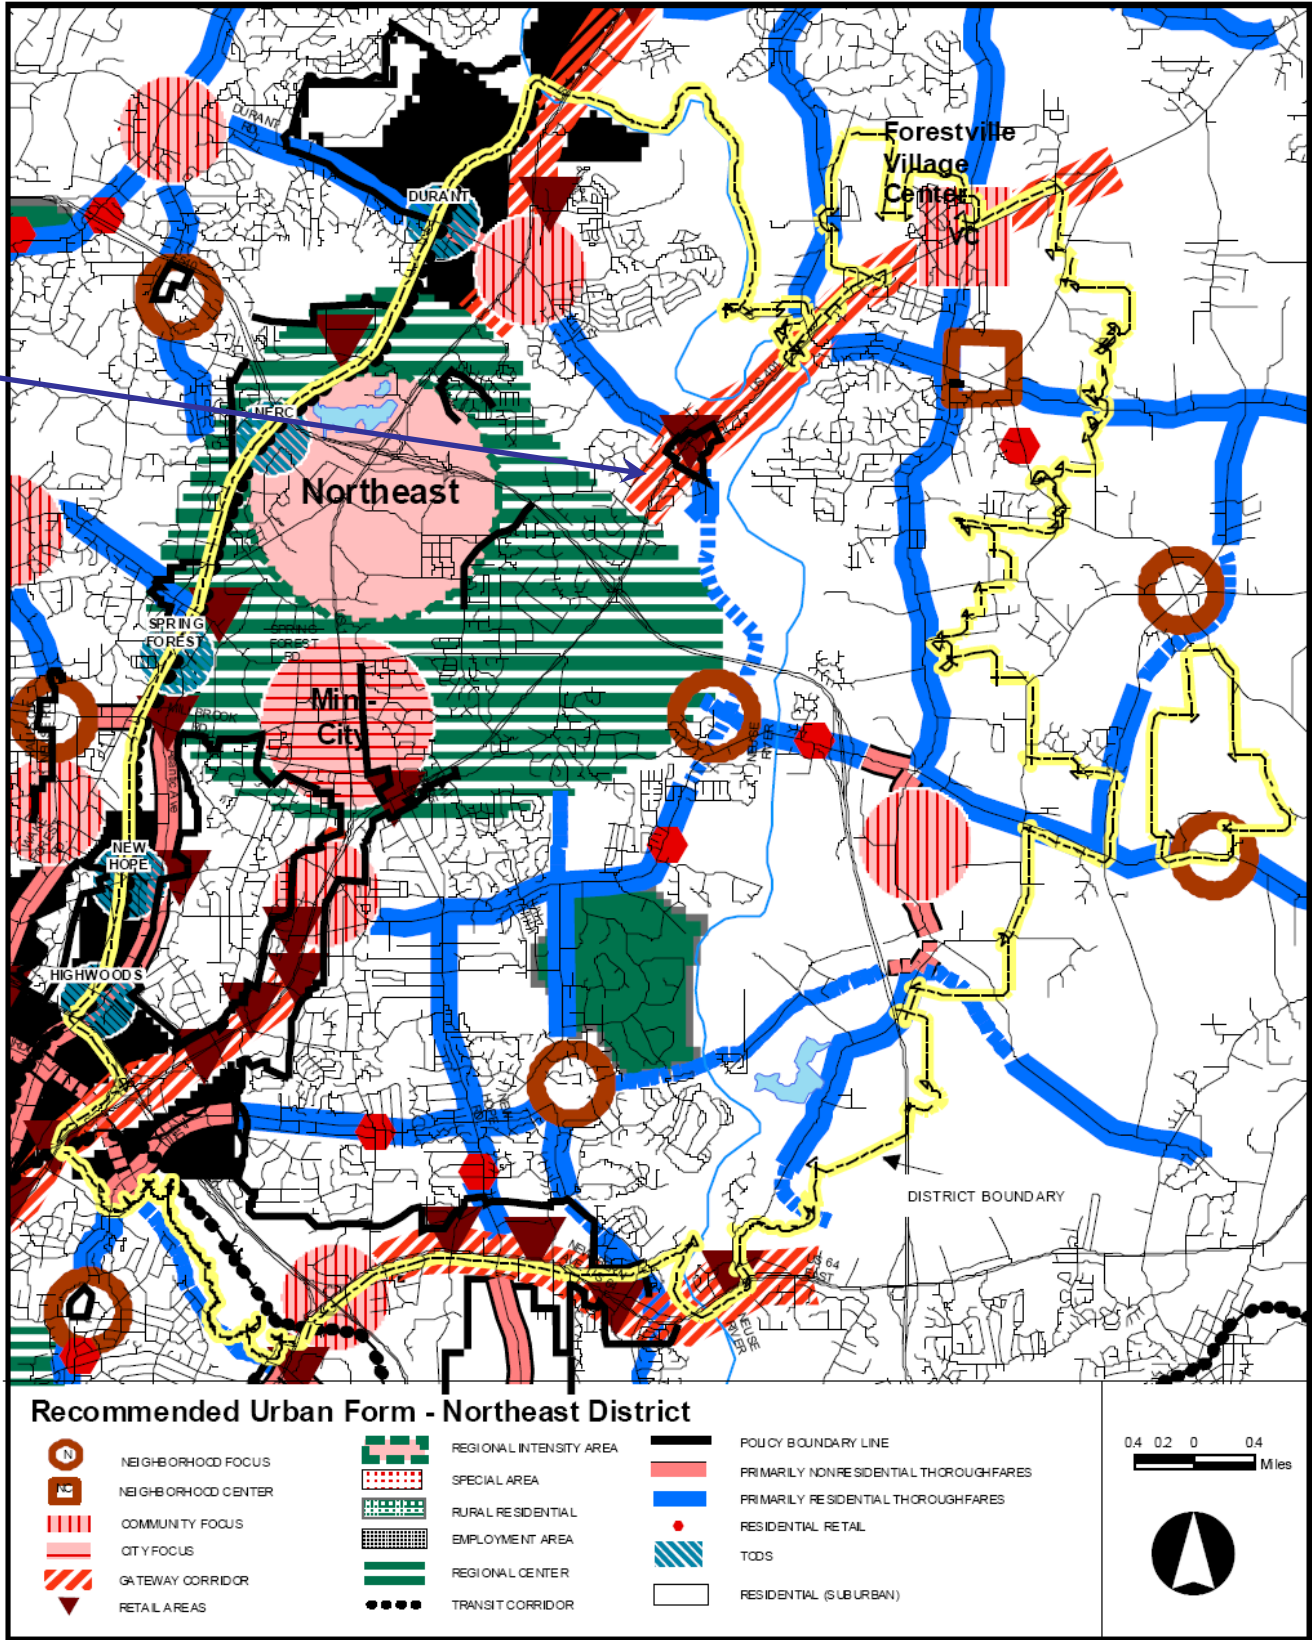 DURANT
RD.
Forestville
Village
Center
VC
DURANT
US 401
NERC
Northeast
SPRING
FOREST
SPRING
FOREST
RD
Mini-
City
MILLBROOK
RD
NEUSE
RIVER
NEW
HOPE
HIGHWOODS
DISTRICT BOUNDARY
US 64
EAST
NEUSE
RIVER
Recommended Urban Form - Northeast District
N
NEIGHBORHOOD FOCUS
NC
NEIGHBORHOOD CENTER
COMMUNITY FOCUS
CITY FOCUS
GATEWAY CORRIDOR
RETAIL AREAS
REGIONAL INTENSITY AREA
SPECIAL AREA
RURAL RESIDENTIAL
EMPLOYMENT AREA
REGIONAL CENTER
TRANSIT CORRIDOR
POLICY BOUNDARY LINE
PRIMARILY NONRESIDENTIAL THOROUGHFARES
PRIMARILY RESIDENTIAL THOROUGHFARES
RESIDENTIAL RETAIL
TODS
RESIDENTIAL (SUBURBAN)
0.4 0.2 0 0.4
Miles